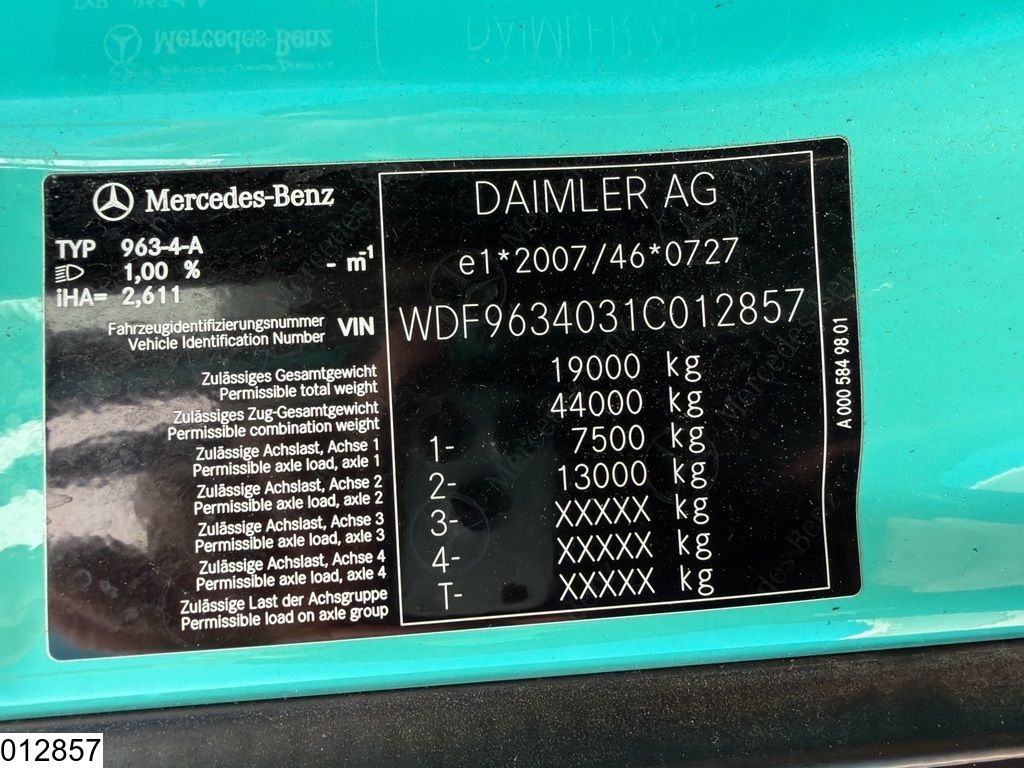 Mercedes-Benz
TYP 963-4-A
1,00 % - m-1
iHA= 2,611
DAIMLER AG
e1*2007/46*0727
Fahrzeugidentifizierungsnummer
Vehicle Identification Number VIN WDF9634031C012857
Zulässiges Gesamtgewicht
Permissible total weight 19000 kg
Zulässiges Zug-Gesamtgewicht
Permissible combination weight 44000 kg
Zulässige Achslast, Achse 1
Permissible axle load, axle 1 1- 7500 kg
Zulässige Achslast, Achse 2
Permissible axle load, axle 2 2- 13000 kg
Zulässige Achslast, Achse 3
Permissible axle load, axle 3 3- XXXXX kg
Zulässige Achslast, Achse 4
Permissible axle load, axle 4 4- XXXXX kg
Zulässige Last der Achsgruppe
Permissible load on axle group T- XXXXX kg
A 000 584 98 01
012857